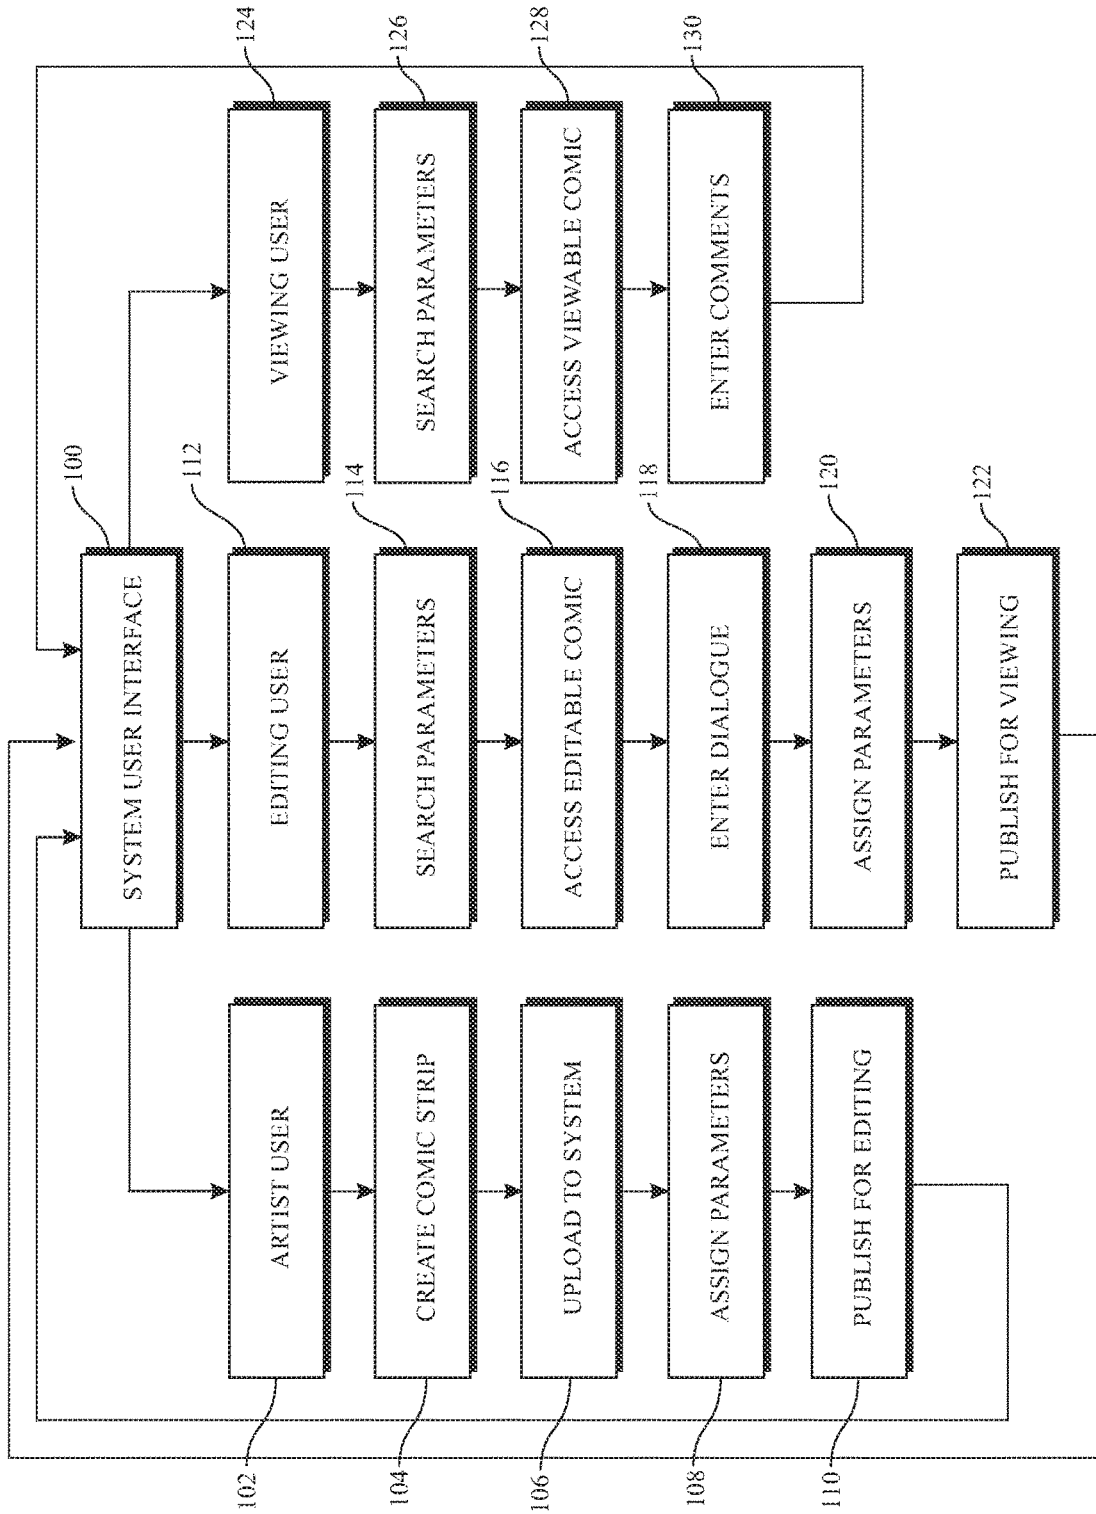 100
SYSTEM USER INTERFACE
102
ARTIST USER
104
CREATE COMIC STRIP
106
UPLOAD TO SYSTEM
108
ASSIGN PARAMETERS
110
PUBLISH FOR EDITING
112
EDITING USER
114
SEARCH PARAMETERS
116
ACCESS EDITABLE COMIC
118
ENTER DIALOGUE
120
ASSIGN PARAMETERS
122
PUBLISH FOR VIEWING
124
VIEWING USER
126
SEARCH PARAMETERS
128
ACCESS VIEWABLE COMIC
130
ENTER COMMENTS